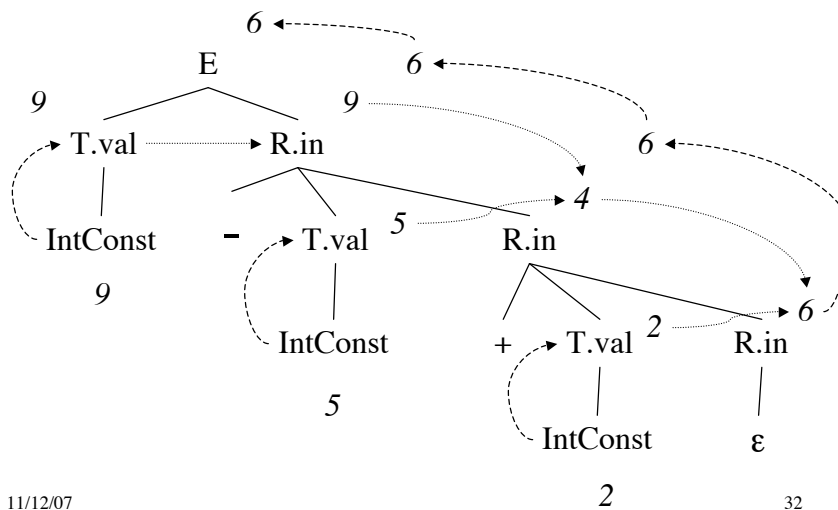 6
E 6
9 9
T.val R.in 6
4
IntConst - T.val 5 R.in
9 6
IntConst + T.val 2 R.in
5
IntConst ε
2
11/12/07 32